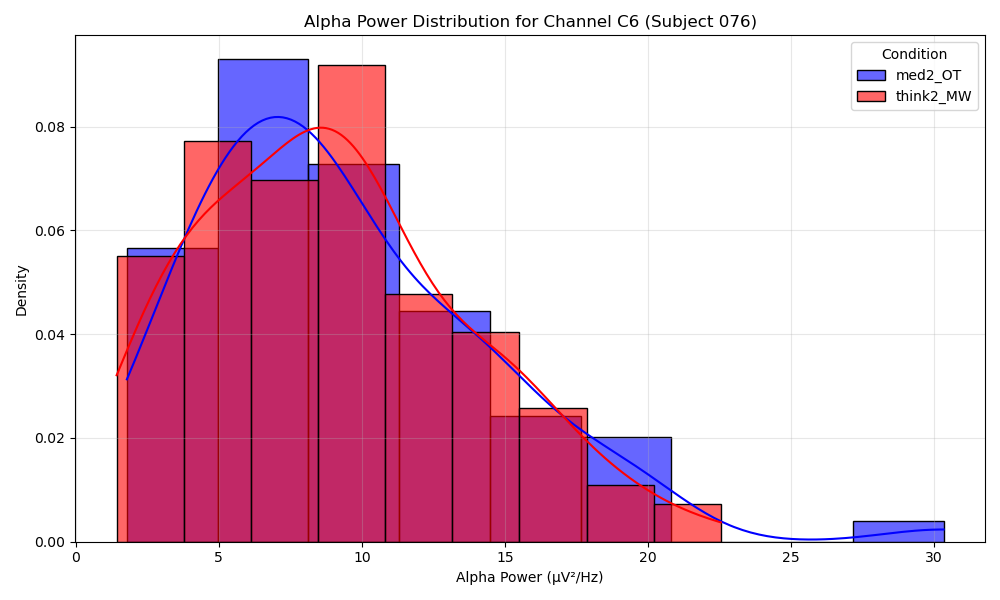 Alpha Power Distribution for Channel C6 (Subject 076)
Condition
med2_OT
think2_MW
Density
0.08
0.06
0.04
0.02
0.00
0
5
10
15
20
25
30
Alpha Power (µV²/Hz)